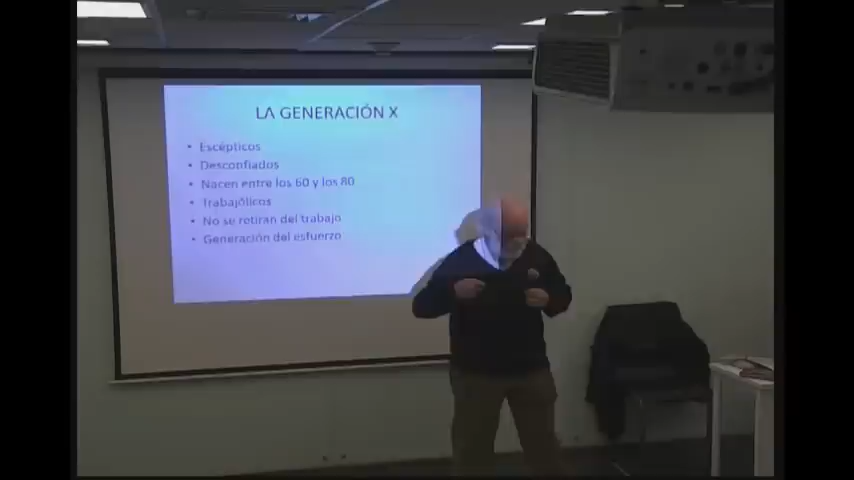 LA GENERACIÓN X
• Escépticos
• Desconfiados
• Nacen entre los 60 y los 80
• Trabajólicos
• No se retiran del trabajo
• Generación del esfuerzo